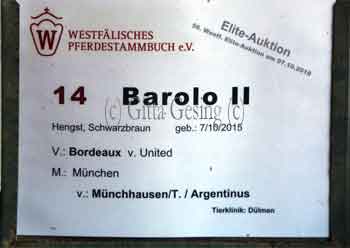 WESTFÄLISCHES
PFERDESTAMMBUCH e.V.
Elite-Auktion
56. Westf. Elite-Auktion am 07.10.2018
14 Barolo II
(c) Gitta Gesing (c)
Hengst, Schwarzbraun geb.: 7/10/2015
V.: Bordeaux v. United
M.: München
v.: Münchhausen/T. / Argentinus
Tierklinik: Dülmen